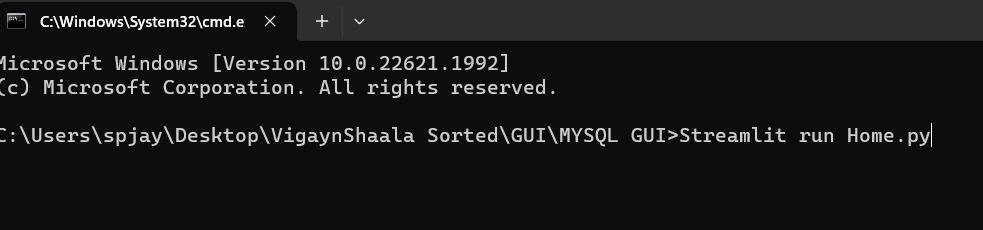 C:\Windows\System32\cmd.e
Microsoft Windows [Version 10.0.22621.1992]
(c) Microsoft Corporation. All rights reserved.
C:\Users\spjay\Desktop\VigaynShaala Sorted\GUI\MYSQL GUI>Streamlit run Home.py